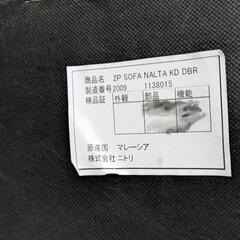 商品名 2P SOFA NALTA KD DBR
製造番号 2009 1138015
検品証 外観 部品 機能
原産国 マレーシア
株式会社ニトリ